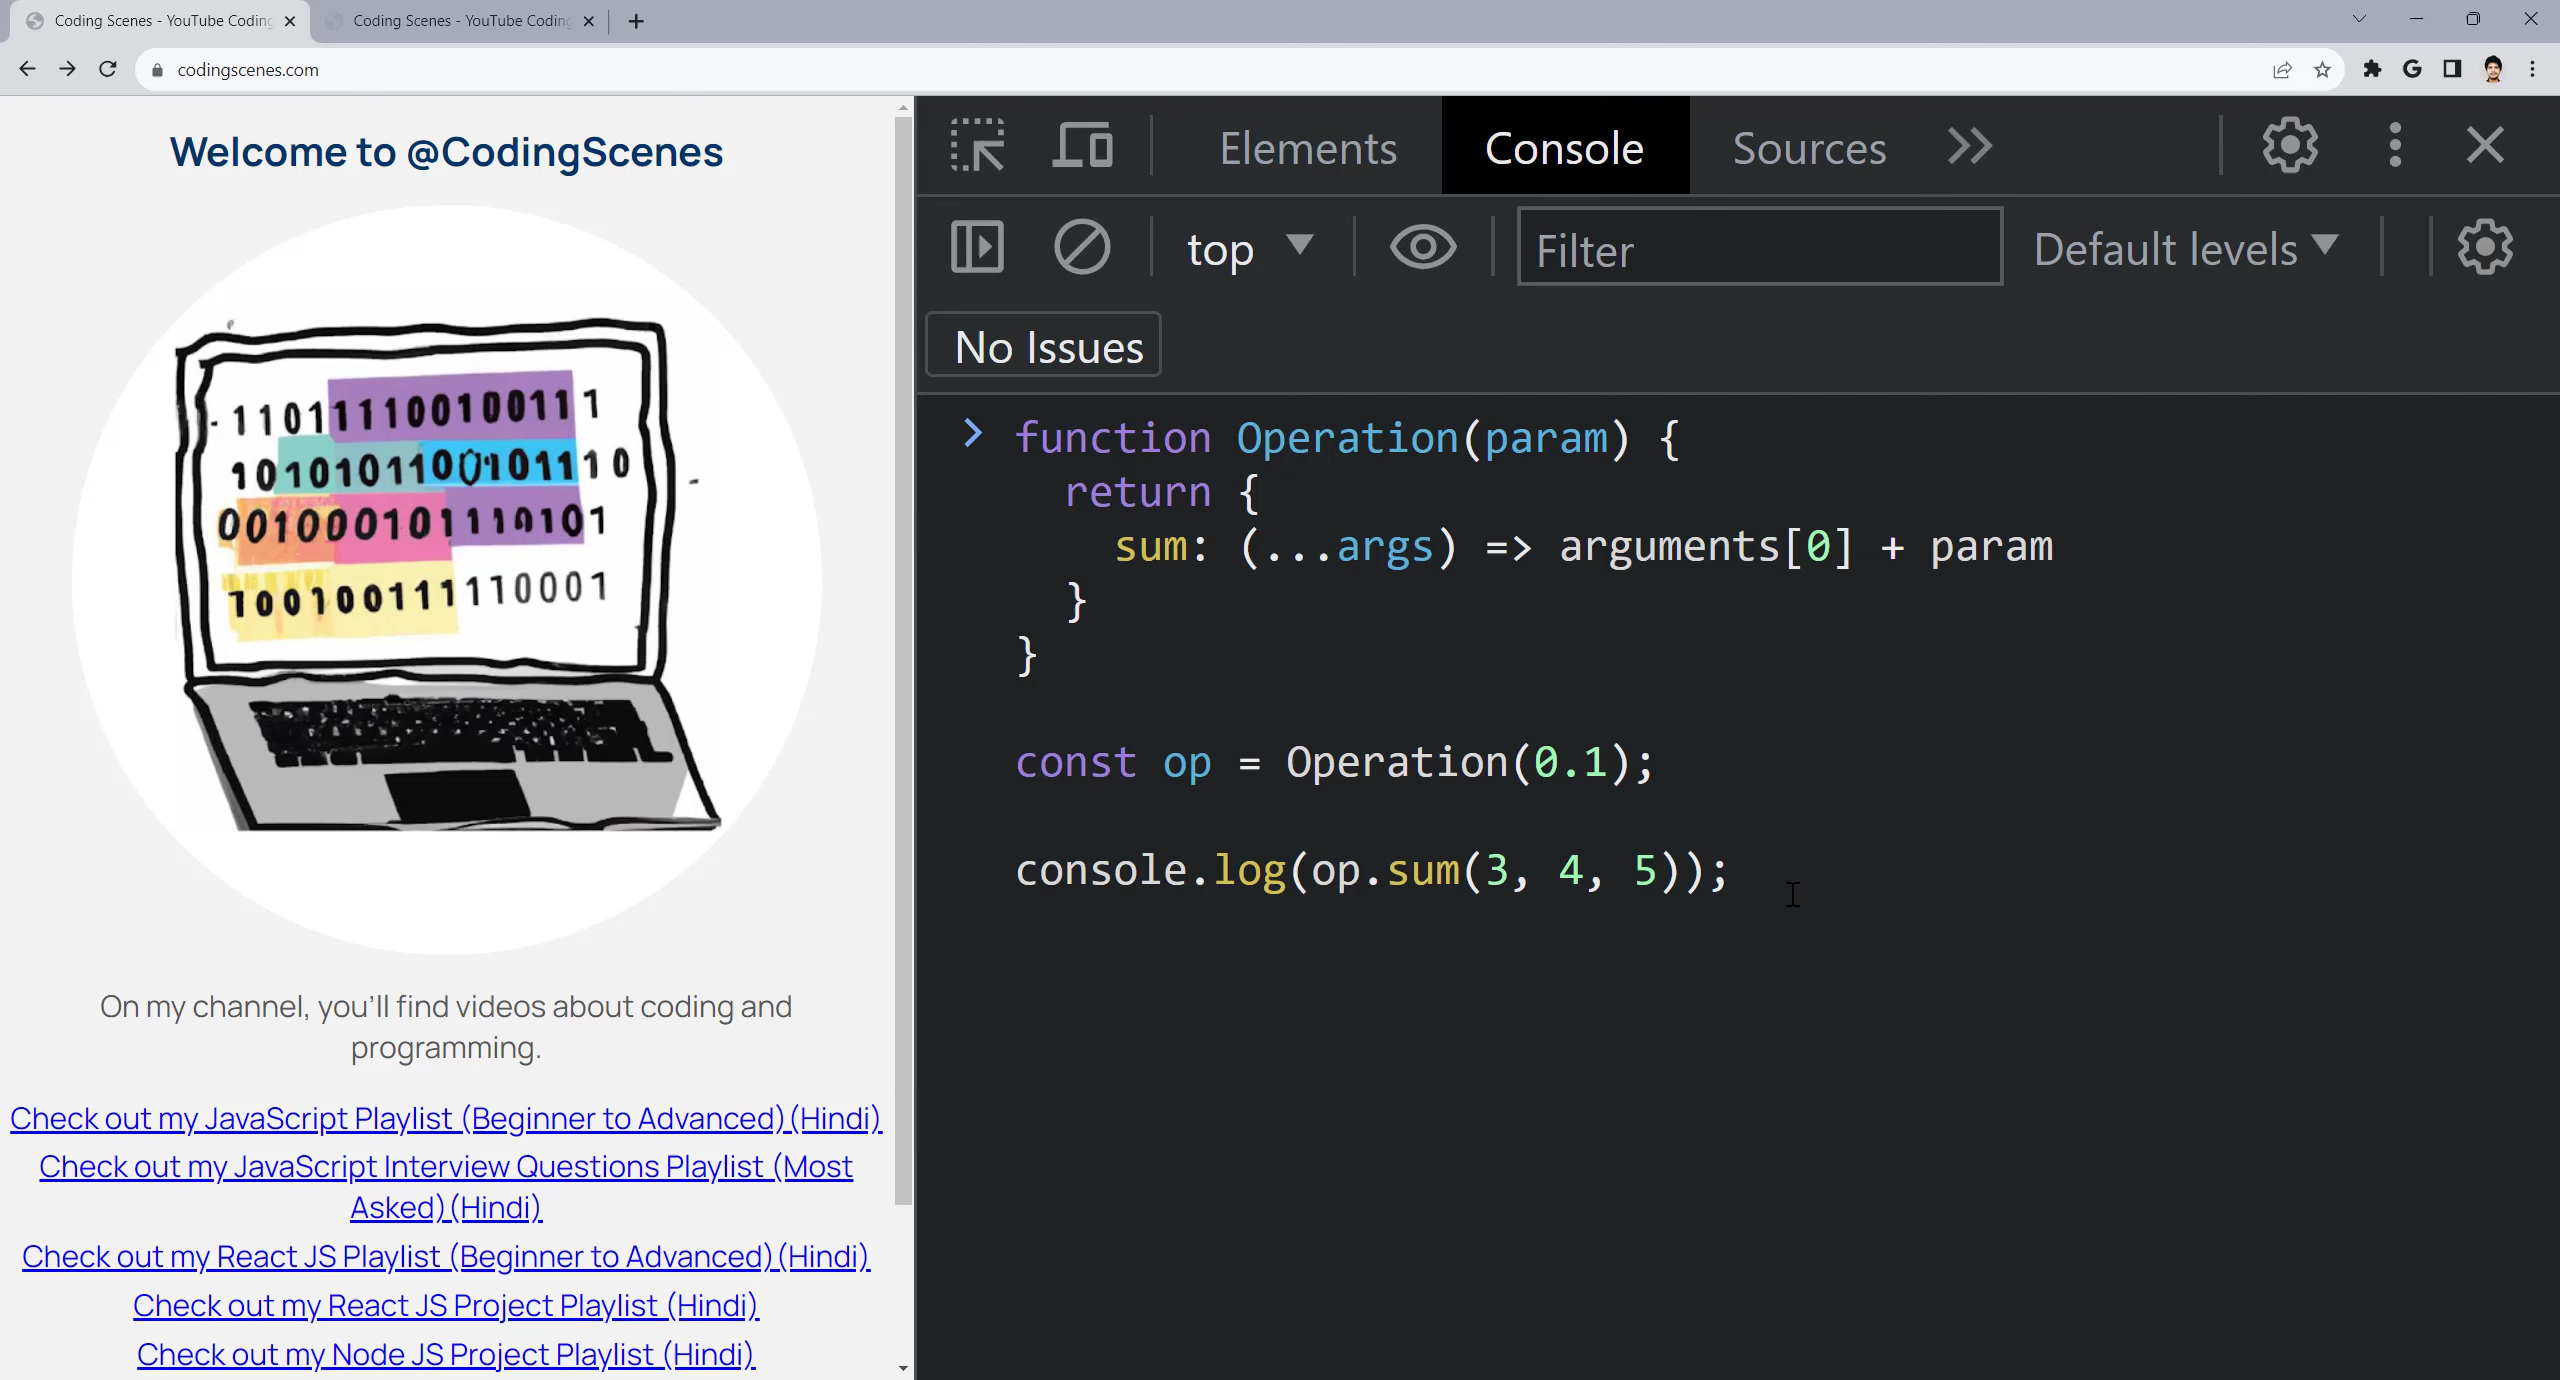 Coding Scenes - YouTube Coding
Coding Scenes - YouTube Coding
codingscenes.com
Welcome to @CodingScenes
On my channel, you'll find videos about coding and
programming.
Check out my JavaScript Playlist (Beginner to Advanced)(Hindi)
Check out my JavaScript Interview Questions Playlist (Most
Asked)(Hindi)
Check out my React JS Playlist (Beginner to Advanced)(Hindi)
Check out my React JS Project Playlist (Hindi)
Check out my Node JS Project Playlist (Hindi)
Elements Console Sources
top Filter Default levels
No Issues
function Operation(param) {
return {
sum: (...args) => arguments[0] + param
}
}
const op = Operation(0.1);
console.log(op.sum(3, 4, 5));